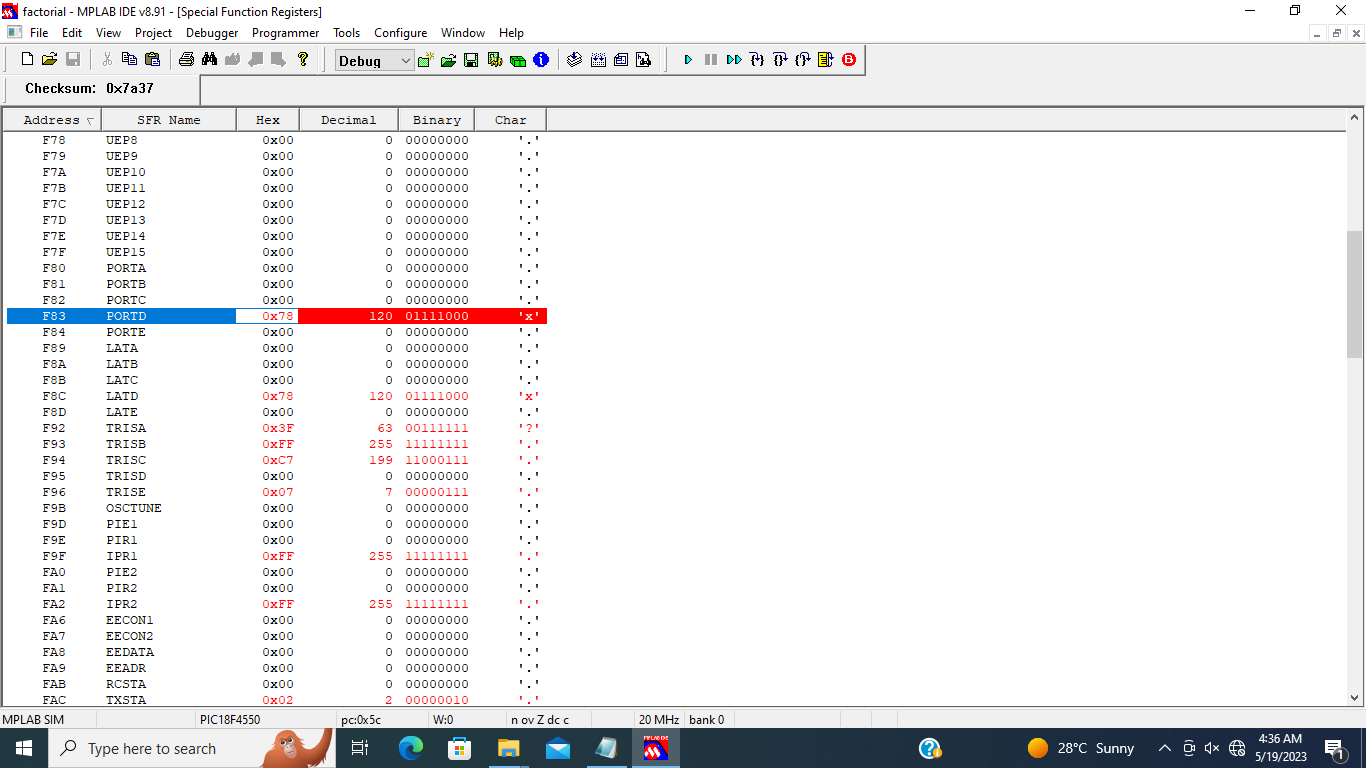 factorial - MPLAB IDE v8.91 - [Special Function Registers]
File Edit View Project Debugger Programmer Tools Configure Window Help
Debug
Checksum: 0x7a37
Address SFR Name Hex Decimal Binary Char
F78 UEP8 0x00 0 00000000 '.'
F79 UEP9 0x00 0 00000000 '.'
F7A UEP10 0x00 0 00000000 '.'
F7B UEP11 0x00 0 00000000 '.'
F7C UEP12 0x00 0 00000000 '.'
F7D UEP13 0x00 0 00000000 '.'
F7E UEP14 0x00 0 00000000 '.'
F7F UEP15 0x00 0 00000000 '.'
F80 PORTA 0x00 0 00000000 '.'
F81 PORTB 0x00 0 00000000 '.'
F82 PORTC 0x00 0 00000000 '.'
F83 PORTD 0x78 120 01111000 'x'
F84 PORTE 0x00 0 00000000 '.'
F89 LATA 0x00 0 00000000 '.'
F8A LATB 0x00 0 00000000 '.'
F8B LATC 0x00 0 00000000 '.'
F8C LATD 0x78 120 01111000 'x'
F8D LATE 0x00 0 00000000 '.'
F92 TRISA 0x3F 63 00111111 '?'
F93 TRISB 0xFF 255 11111111 '.'
F94 TRISC 0xC7 199 11000111 '.'
F95 TRISD 0x00 0 00000000 '.'
F96 TRISE 0x07 7 00000111 '.'
F9B OSCTUNE 0x00 0 00000000 '.'
F9D PIE1 0x00 0 00000000 '.'
F9E PIR1 0x00 0 00000000 '.'
F9F IPR1 0xFF 255 11111111 '.'
FA0 PIE2 0x00 0 00000000 '.'
FA1 PIR2 0x00 0 00000000 '.'
FA2 IPR2 0xFF 255 11111111 '.'
FA6 EECON1 0x00 0 00000000 '.'
FA7 EECON2 0x00 0 00000000 '.'
FA8 EEDATA 0x00 0 00000000 '.'
FA9 EEADR 0x00 0 00000000 '.'
FAB RCSTA 0x00 0 00000000 '.'
FAC TXSTA 0x02 2 00000010 '.'
MPLAB SIM PIC18F4550 pc:0x5c W:0 n ov Z dc c 20 MHz bank 0
Type here to search 28°C Sunny 4:36 AM
5/19/2023 1